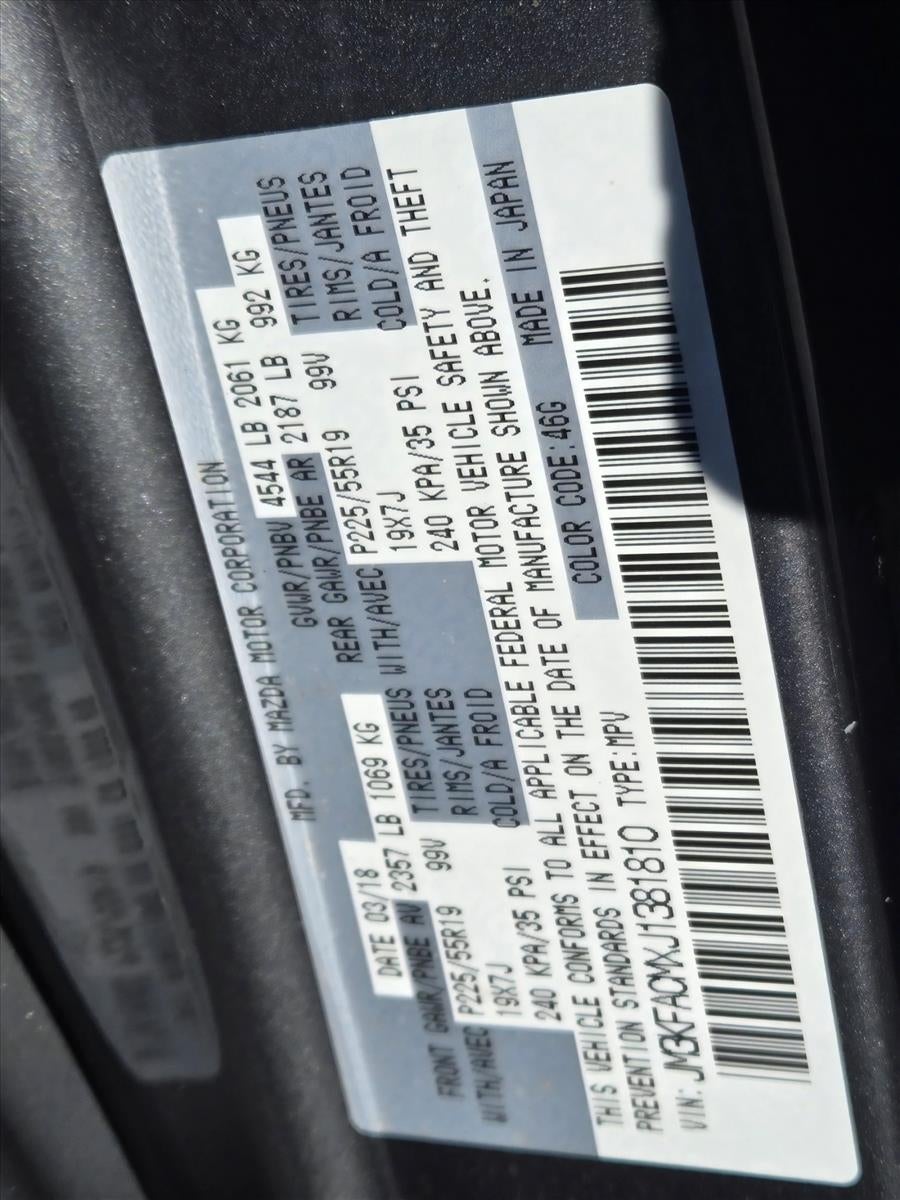 MFD. BY MAZDA MOTOR CORPORATION
DATE 03/18 GVWR/PNBV 4544 LB 2061 KG
FRONT GAWR/PNBE AV 2357 LB 1069 KG REAR GAWR/PNBE AR 2187 LB 992 KG
WITH/AVEC P225/55R19 99V TIRES/PNEUS WITH/AVEC P225/55R19 99V TIRES/PNEUS
19X7J RIMS/JANTES 19X7J RIMS/JANTES
240 KPA/35 PSI COLD/A FROID 240 KPA/35 PSI COLD/A FROID
THIS VEHICLE CONFORMS TO ALL APPLICABLE FEDERAL MOTOR VEHICLE SAFETY AND THEFT
PREVENTION STANDARDS IN EFFECT ON THE DATE OF MANUFACTURE SHOWN ABOVE.
VIN: JM3KFACMXJ1381810 TYPE:MPV COLOR CODE:46G MADE IN JAPAN